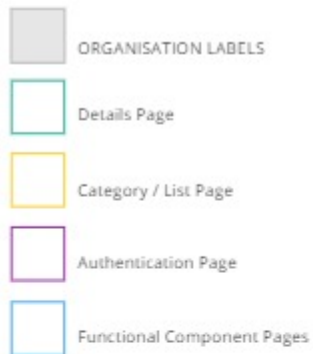 ORGANISATION LABELS
Details Page
Category / List Page
Authentication Page
Functional Component Pages